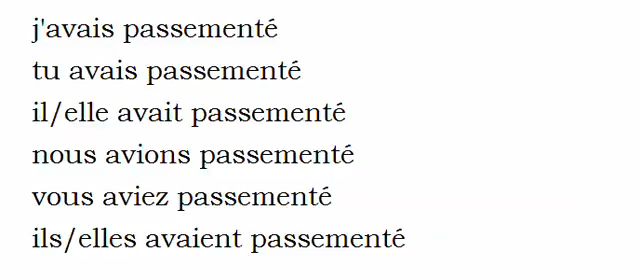 j'avais passementé
tu avais passementé
il/elle avait passementé
nous avions passementé
vous aviez passementé
ils/elles avaient passementé